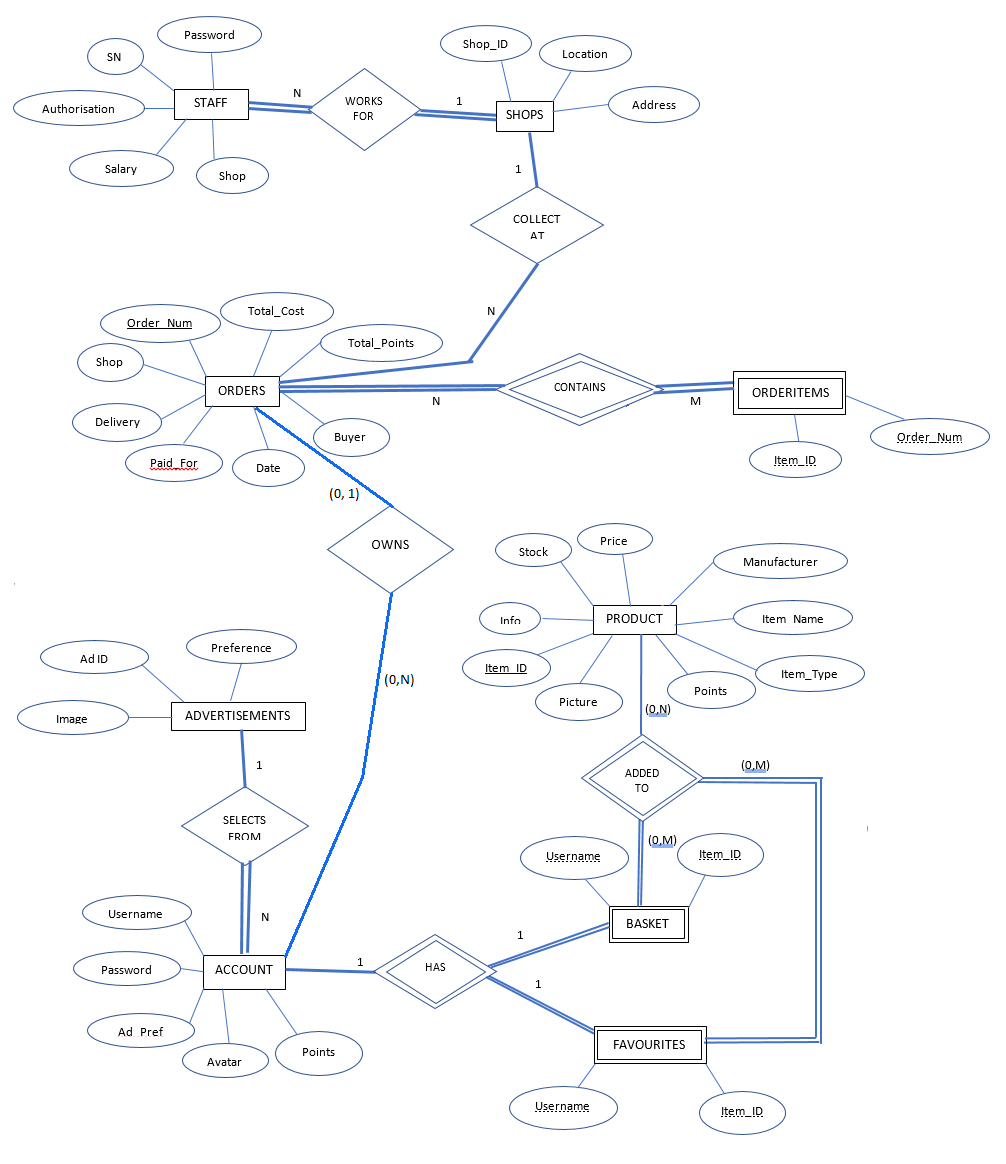 Password
SN
Authorisation
STAFF
Salary
Shop
N
WORKS
FOR
1
Shop_ID
Location
Address
SHOPS
1
COLLECT
AT
N
Order_Num
Total_Cost
Total_Points
Shop
ORDERS
Delivery
Paid_For
Date
Buyer
N
CONTAINS
M
ORDERITEMS
Item_ID
Order_Num
(0, 1)
OWNS
(0,N)
Stock
Price
Manufacturer
Info
PRODUCT
Item_Name
Item_ID
Item_Type
Picture
Points
(0,N)
Ad ID
Preference
Image
ADVERTISEMENTS
1
SELECTS
FROM
N
ADDED
TO
(0,M)
(0,M)
Username
Item_ID
BASKET
Username
Password
ACCOUNT
Ad_Pref
Avatar
Points
1
HAS
1
1
FAVOURITES
Username
Item_ID